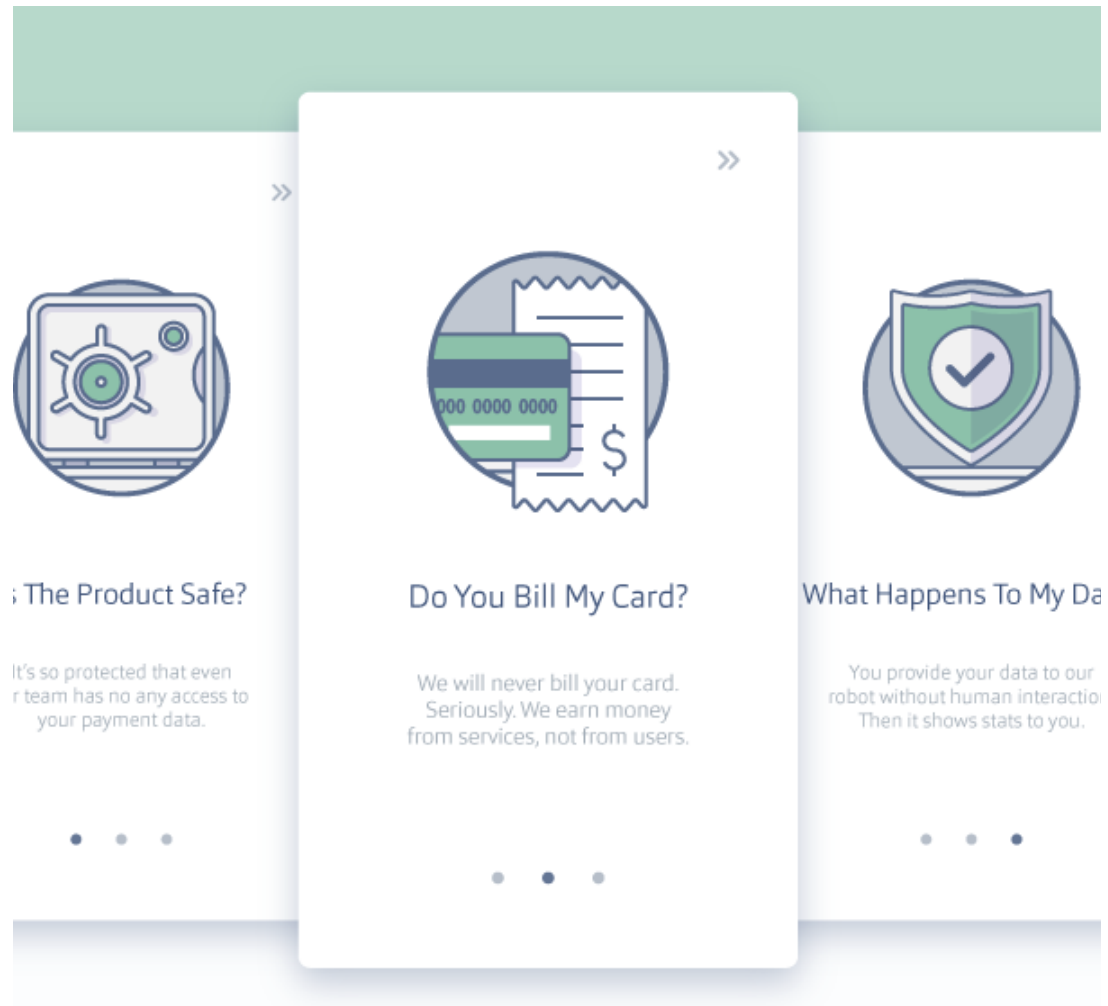 The Product Safe?
It's so protected that even
team has no any access to
your payment data.
000 0000 0000
$
Do You Bill My Card?
We will never bill your card.
Seriously. We earn money
from services, not from users.
What Happens To My
You provide your data to our
robot without human
Then it shows stats to you.